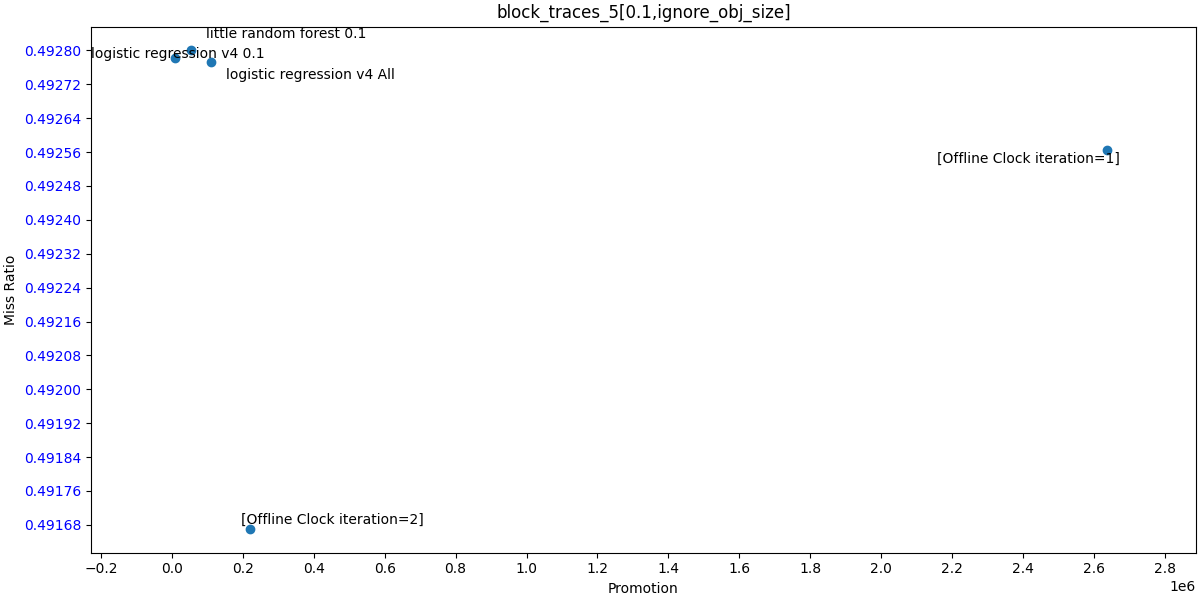 block_traces_5[0.1,ignore_obj_size]
little random forest 0.1
logistic regression v4 0.1
logistic regression v4 All
[Offline Clock iteration=1]
[Offline Clock iteration=2]
0.49280
0.49272
0.49264
0.49256
0.49248
0.49240
0.49232
0.49224
0.49216
0.49208
0.49200
0.49192
0.49184
0.49176
0.49168
Miss Ratio
−0.2 0.0 0.2 0.4 0.6 0.8 1.0 1.2 1.4 1.6 1.8 2.0 2.2 2.4 2.6 2.8
1e6
Promotion